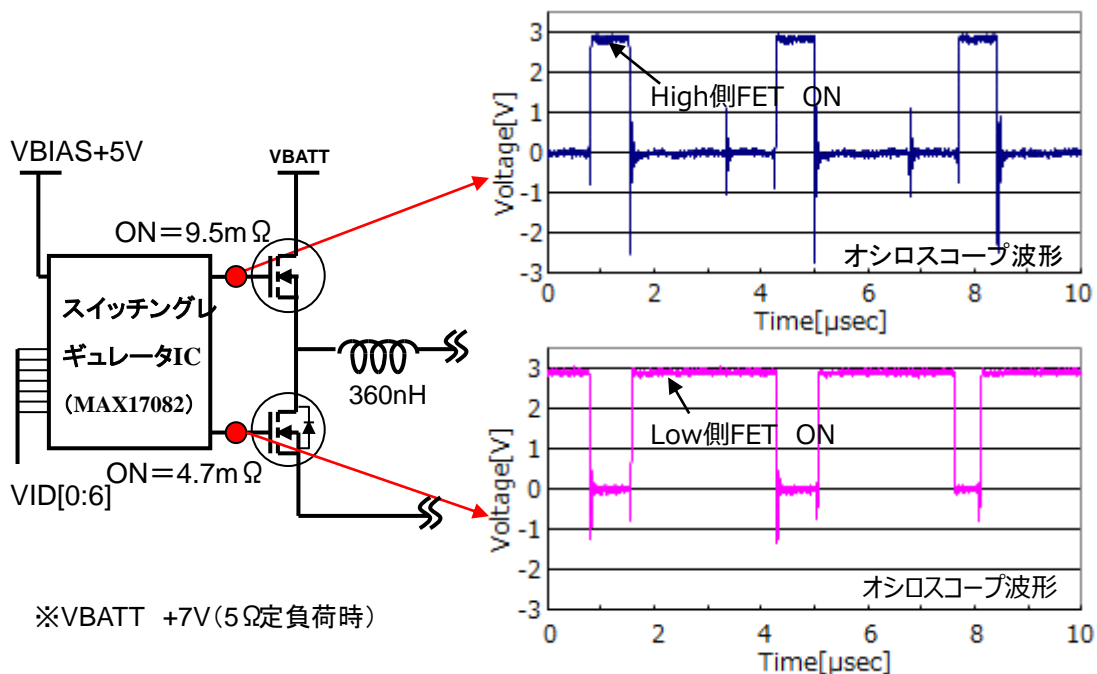 VBIAS+5V
VBATT
ON=9.5mΩ
スイッチングレ
ギュレータIC
（MAX17082）
360nH
ON=4.7mΩ
VID[0:6]
※VBATT　+7V（5Ω定負荷時）
Voltage[V]
3
2
1
0
-1
-2
-3
High側FET　ON
オシロスコープ波形
0
2
4
6
8
10
Time[µsec]
Voltage[V]
3
2
1
0
-1
-2
-3
Low側FET　ON
オシロスコープ波形
0
2
4
6
8
10
Time[µsec]